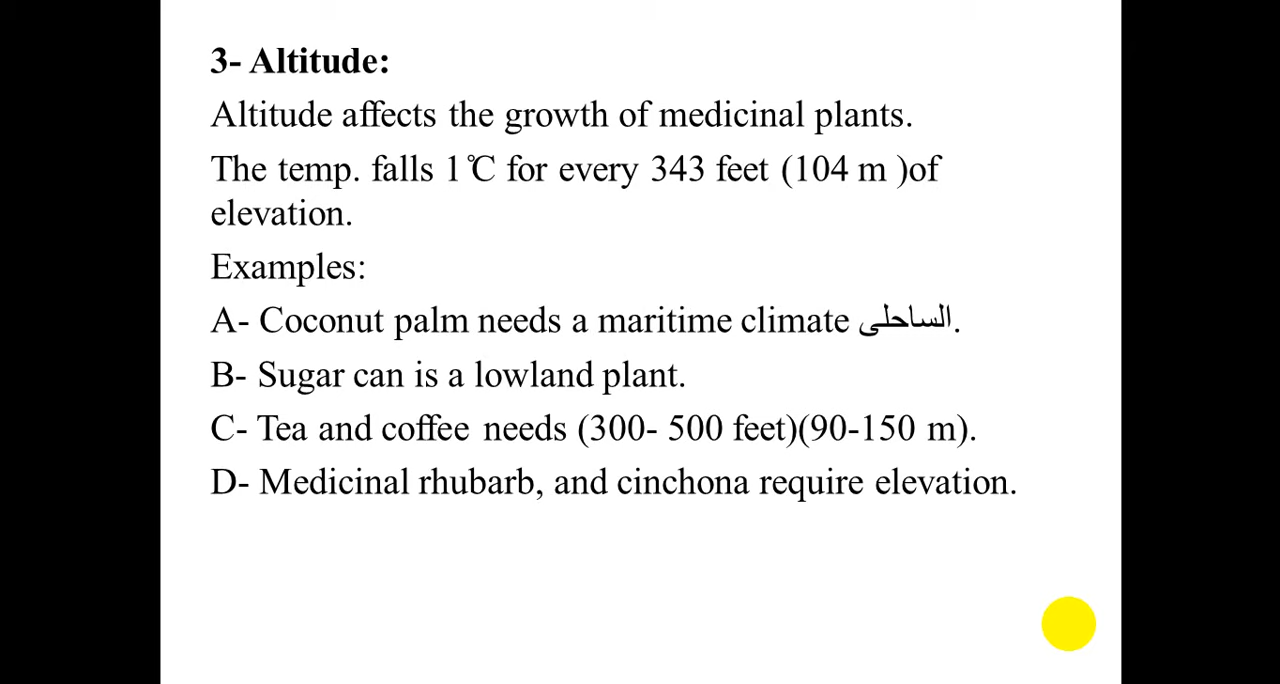 3- Altitude:
Altitude affects the growth of medicinal plants.
The temp. falls 1℃ for every 343 feet (104 m )of
elevation.
Examples:
A- Coconut palm needs a maritime climate الساحلى.
B- Sugar can is a lowland plant.
C- Tea and coffee needs (300- 500 feet)(90-150 m).
D- Medicinal rhubarb, and cinchona require elevation.